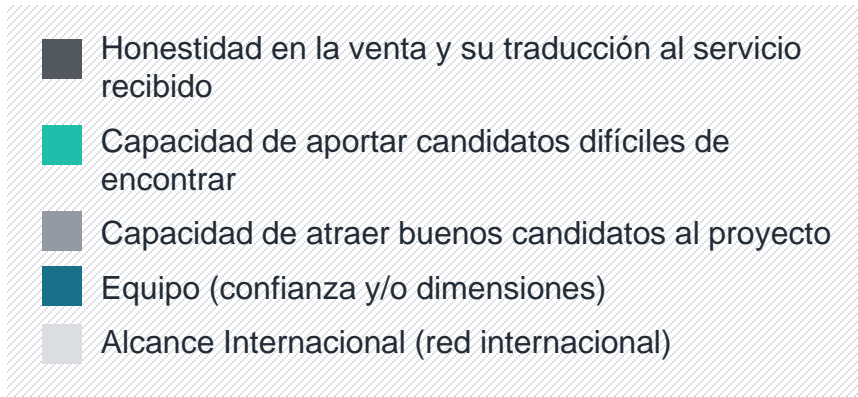 Honestidad en la venta y su traducción al servicio
recibido
Capacidad de aportar candidatos difíciles de
encontrar
Capacidad de atraer buenos candidatos al proyecto
Equipo (confianza y/o dimensiones)
Alcance Internacional (red internacional)